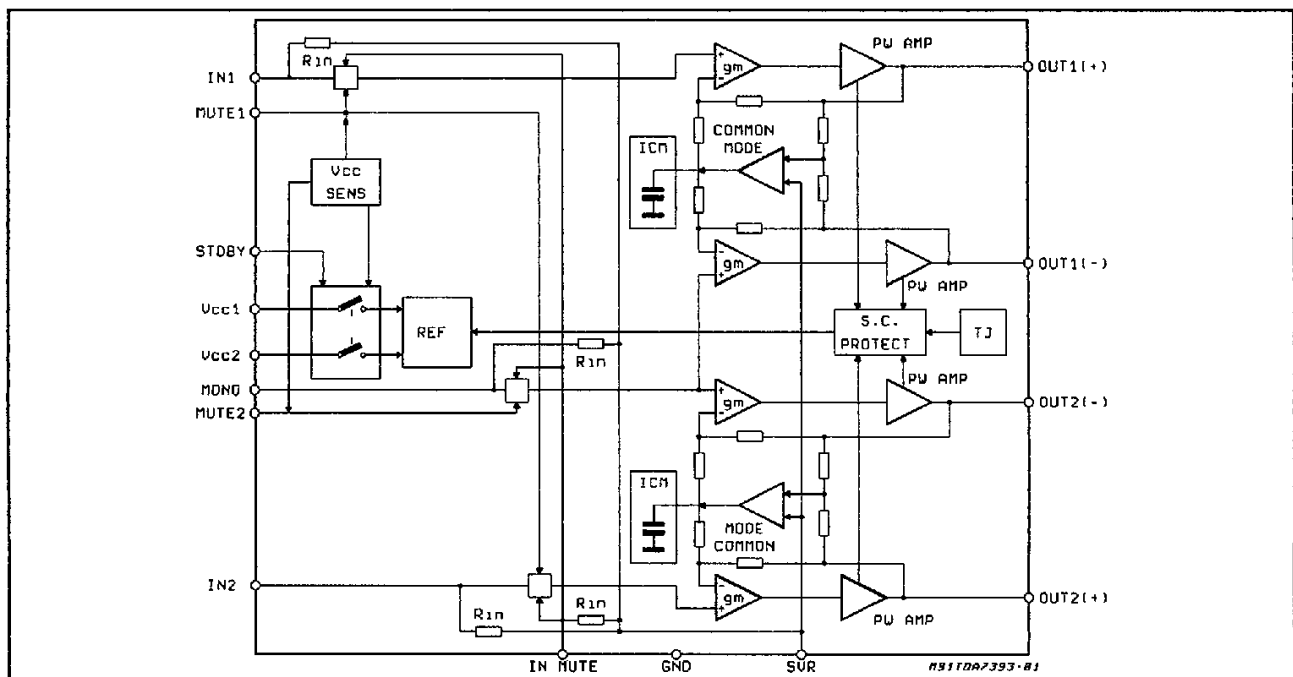 PW AMP
Rin
IN1
gm
OUT1(+)
MUTE1
ICM
COMMON
MODE
Vcc
SENS
STDBY
gm
OUT1(-)
PW AMP
Vcc1
REF
S.C.
PROTECT
TJ
Vcc2
Rin
PW AMP
MONO
MUTE2
gm
OUT2(-)
ICM
MODE
COMMON
IN2
gm
OUT2(+)
Rin
Rin
PW AMP
IN MUTE
GND
SVR
M91TDA7393-01